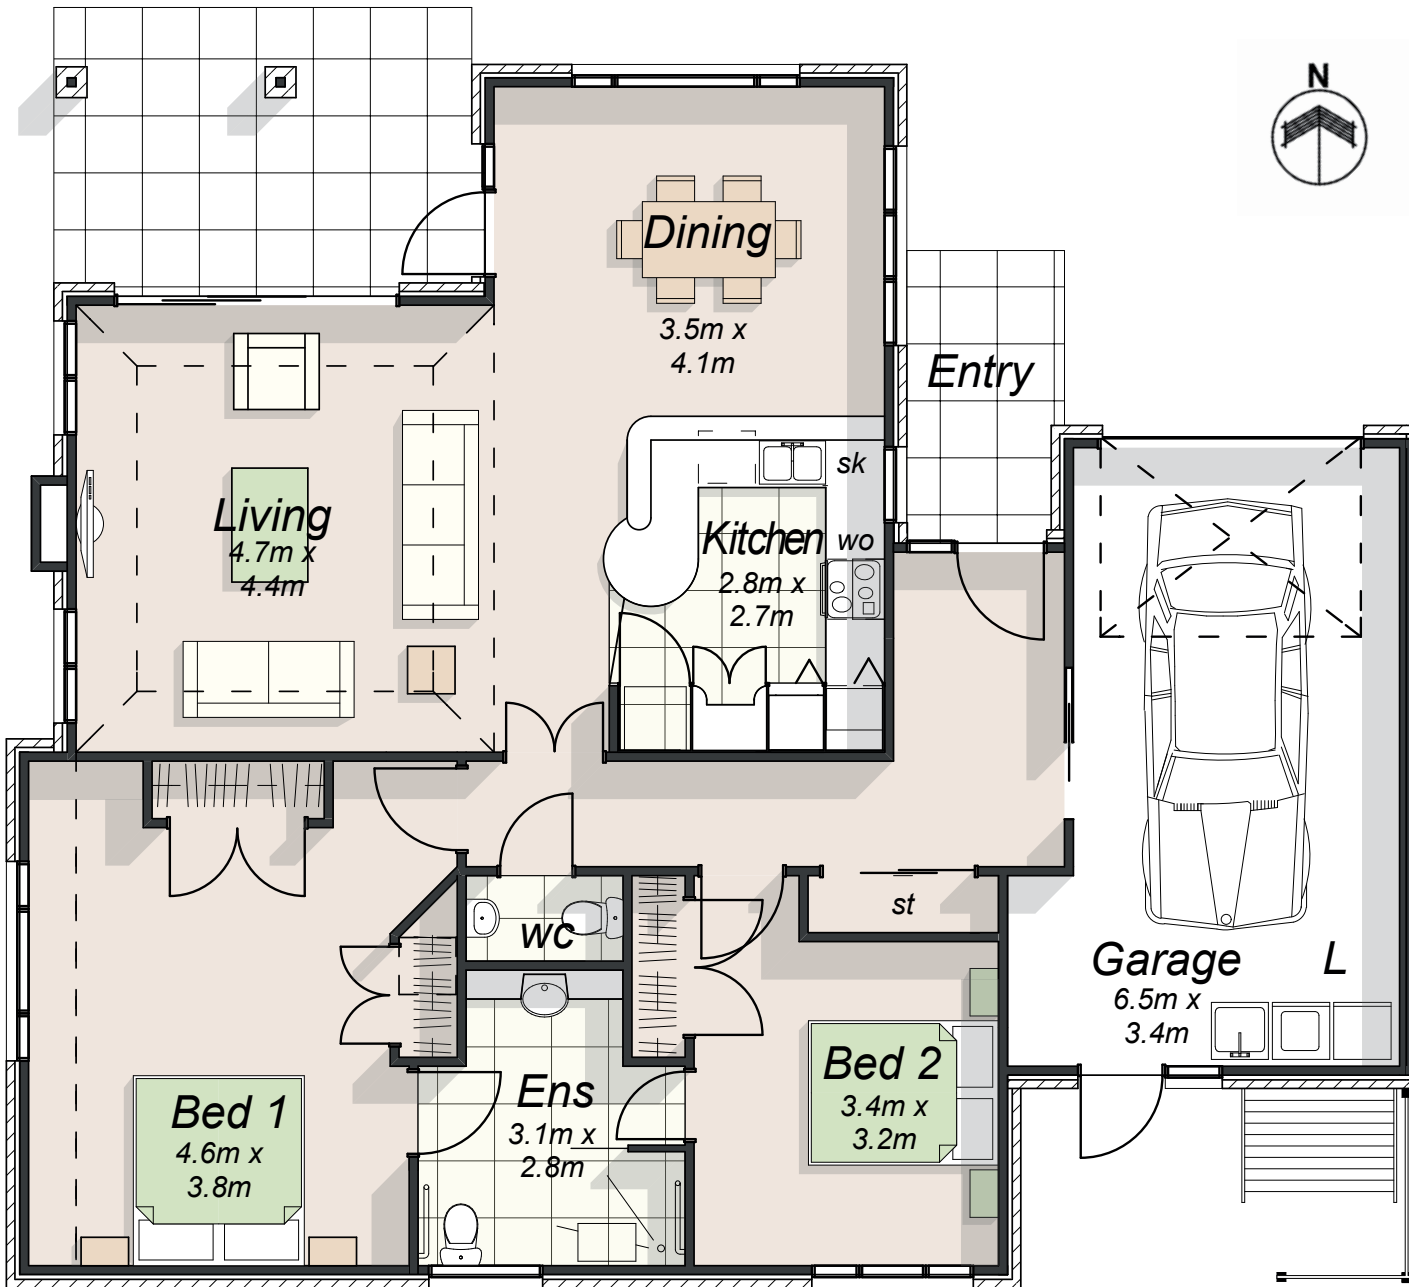 N
Dining
3.5m x
4.1m
Entry
sk
Living
4.7m x
4.4m
Kitchen
wo
2.8m x
2.7m
st
wc
Garage
L
6.5m x
3.4m
Bed 1
4.6m x
3.8m
Ens
3.1m x
2.8m
Bed 2
3.4m x
3.2m